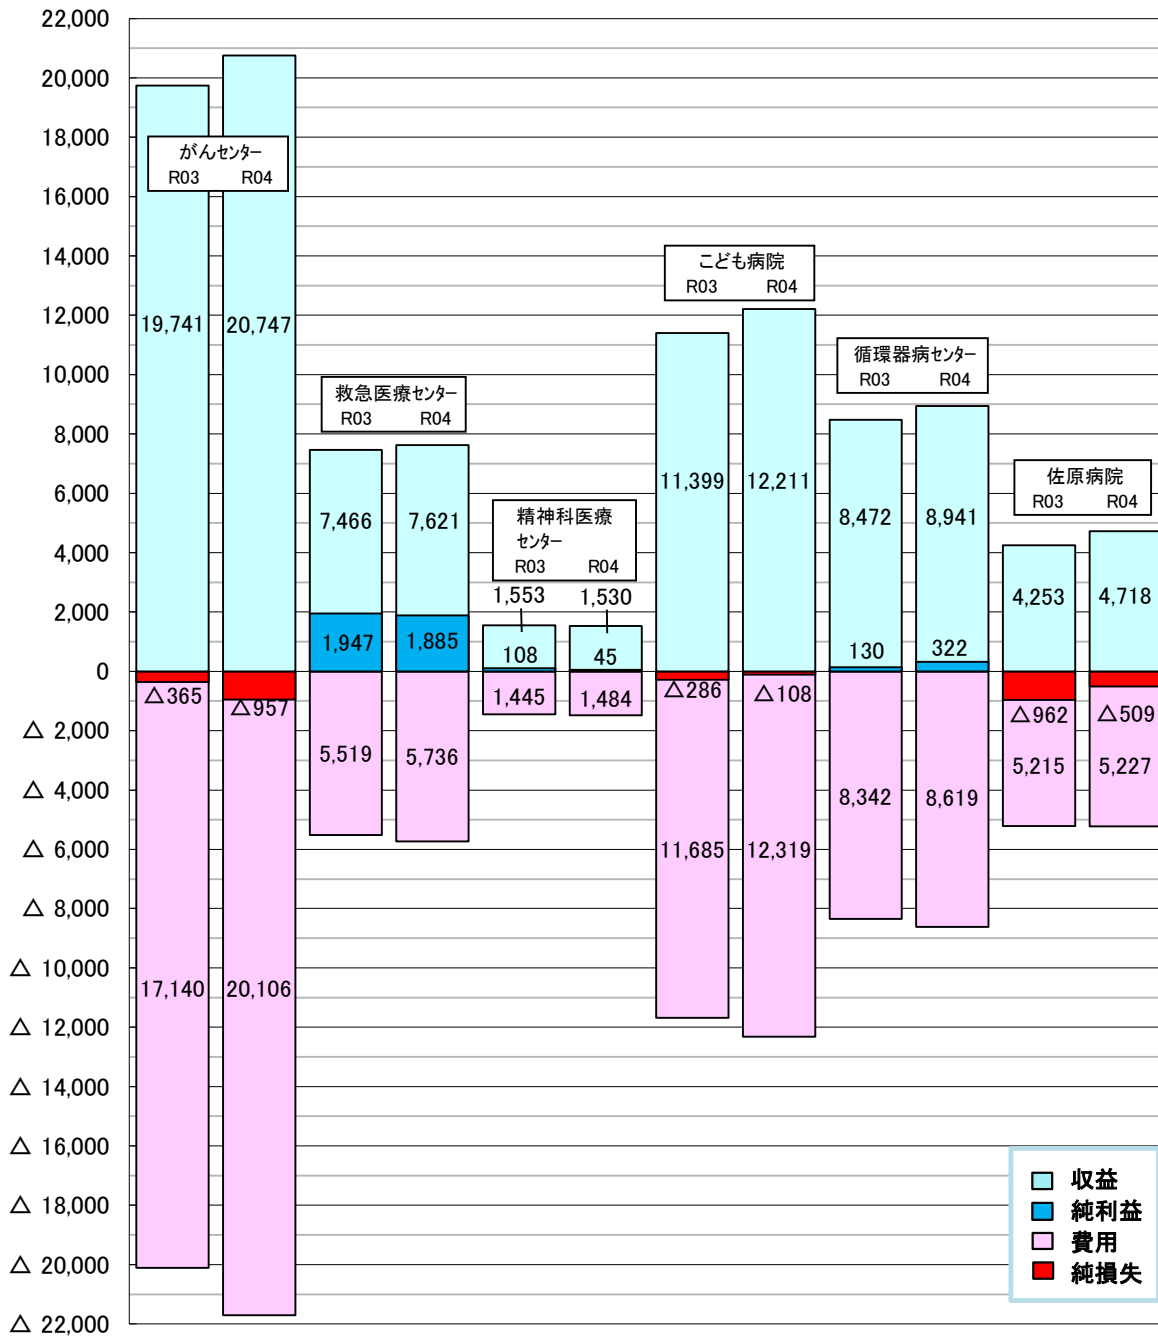 22,000
20,000
18,000
16,000
14,000
12,000
10,000
8,000
6,000
4,000
2,000
0
△ 2,000
△ 4,000
△ 6,000
△ 8,000
△ 10,000
△ 12,000
△ 14,000
△ 16,000
△ 18,000
△ 20,000
△ 22,000
がんセンター
R03 R04
19,741 20,747
△365 △957
17,140 20,106
救急医療センター
R03 R04
7,466 7,621
1,947 1,885
5,519 5,736
精神科医療
センター
R03 R04
1,553 1,530
108 45
1,445 1,484
こども病院
R03 R04
11,399 12,211
△286 △108
11,685 12,319
循環器病センター
R03 R04
8,472 8,941
130 322
8,342 8,619
佐原病院
R03 R04
4,253 4,718
△962 △509
5,215 5,227
収益
純利益
費用
純損失